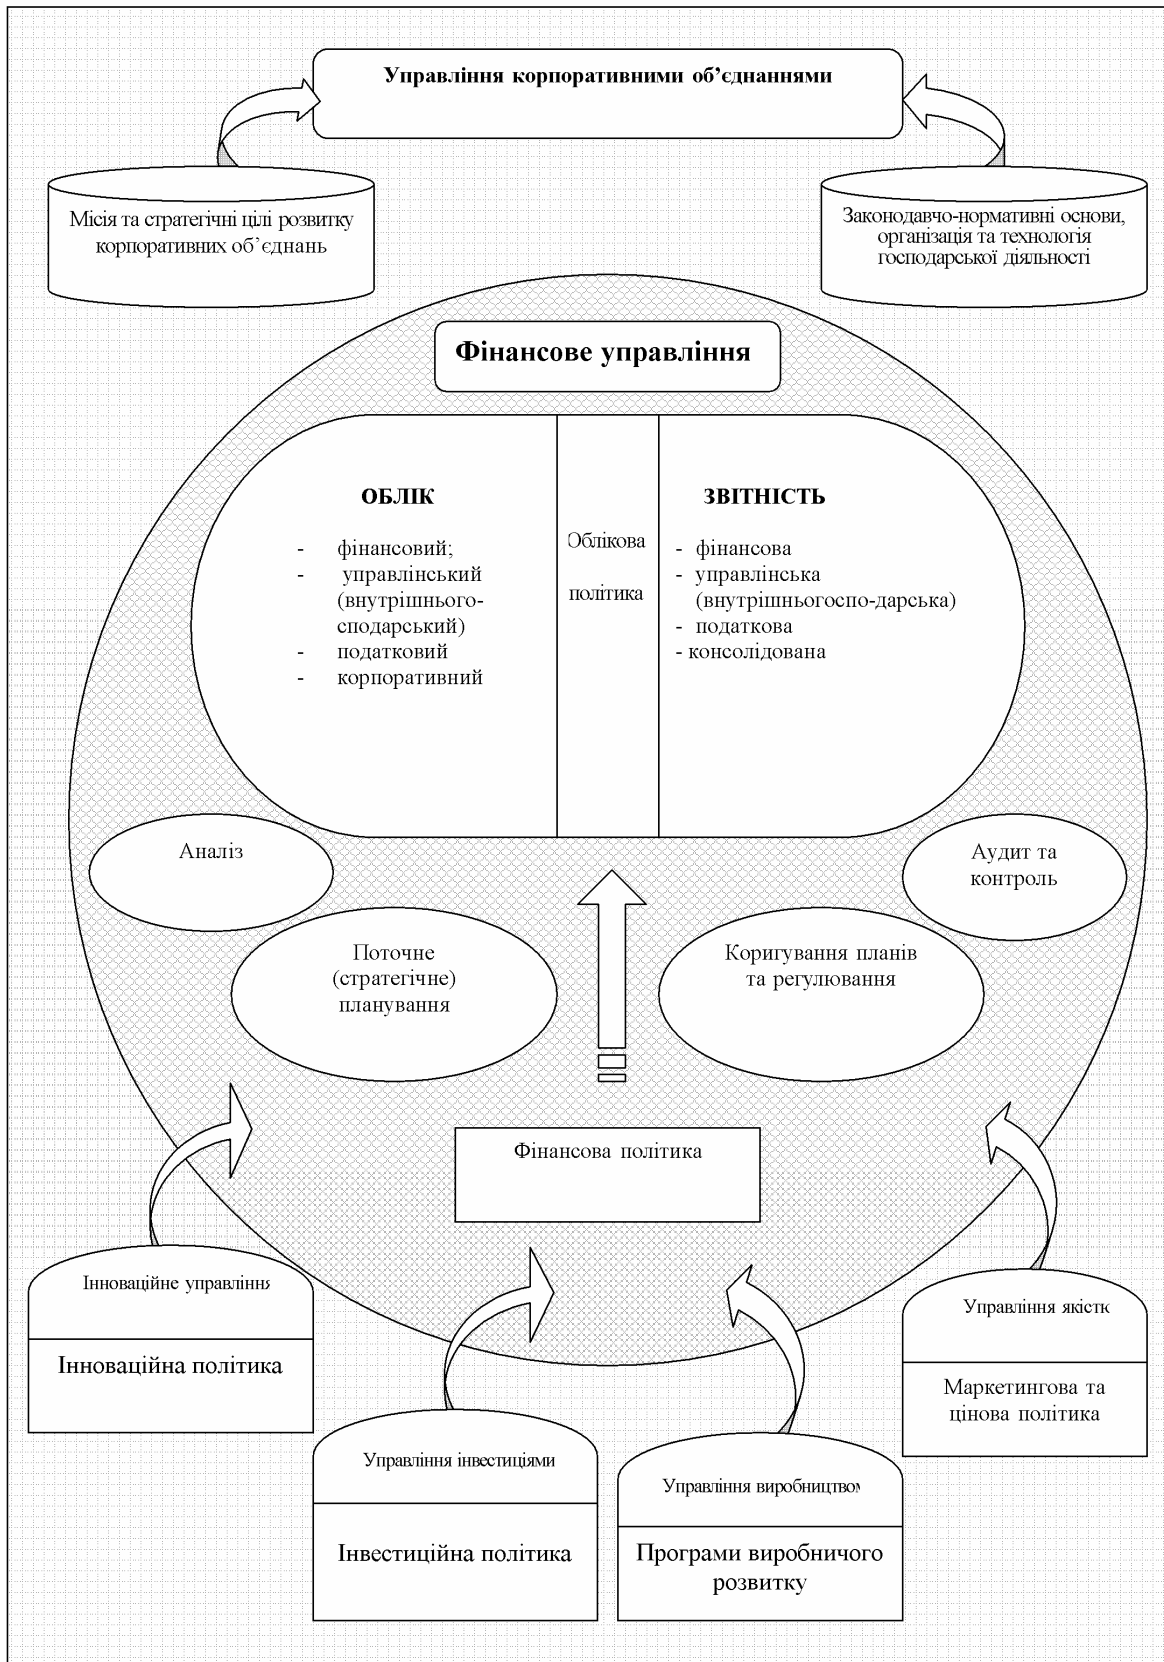 Управління корпоративними об’єднаннями
Місія та стратегічні цілі розвитку
корпоративних об’єднань
Законодавчо-нормативні основи,
організація та технологія
господарської діяльності
Фінансове управління
ОБЛІК
- фінансовий;
- управлінський
(внутрішнього-
сподарський)
- податковий
- корпоративний
Облікова
політика
ЗВІТНІСТЬ
- фінансова
- управлінська
(внутрішньогоспо-дарська)
- податкова
- консолідована
Аналіз
Аудит та
контроль
Поточне
(стратегічне)
планування
Коригування планів
та регулювання
Фінансова політика
Інноваційне управління
Інноваційна політика
Управління якістю
Маркетингова та
цінова політика
Управління інвестиціями
Інвестиційна політика
Управління виробництвом
Програми виробничого
розвитку